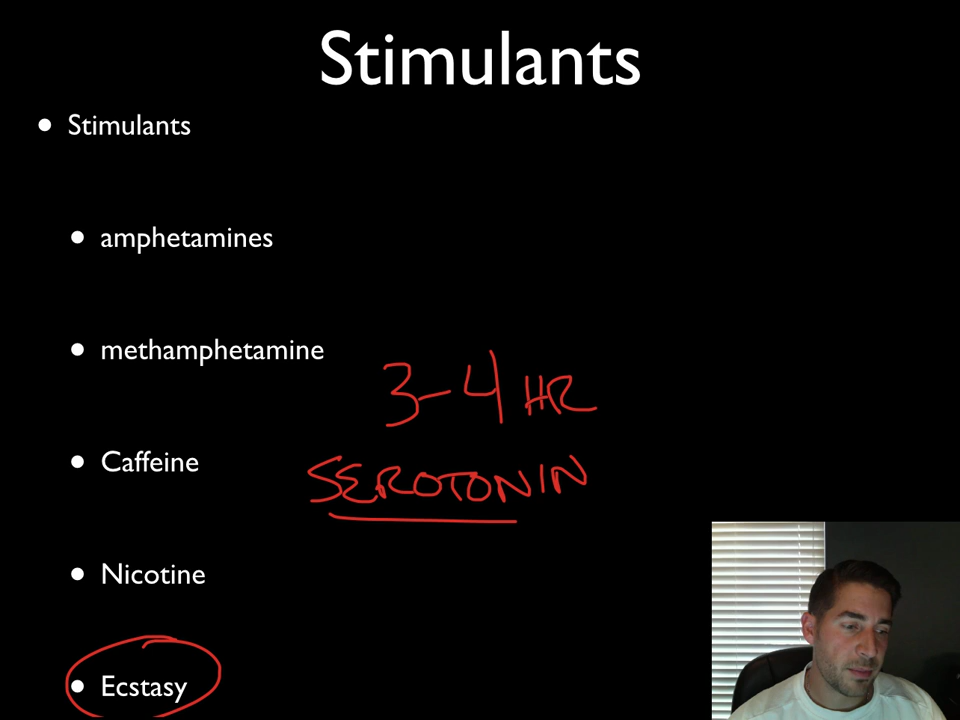 Stimulants
• Stimulants
• amphetamines
• methamphetamine
3-4 HR
• Caffeine
SEROTONIN
• Nicotine
• Ecstasy